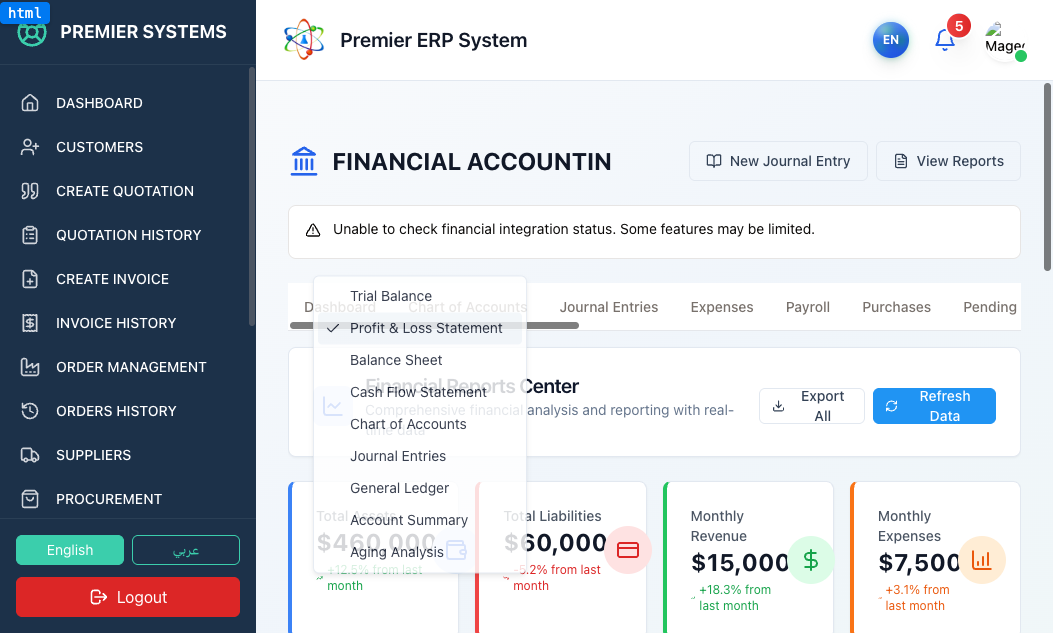 html
PREMIER SYSTEMS
DASHBOARD
CUSTOMERS
CREATE QUOTATION
QUOTATION HISTORY
CREATE INVOICE
INVOICE HISTORY
ORDER MANAGEMENT
ORDERS HISTORY
SUPPLIERS
PROCUREMENT
English
عربي
Logout
Premier ERP System
EN
5
Mager
FINANCIAL ACCOUNTIN
New Journal Entry
View Reports
Unable to check financial integration status. Some features may be limited.
Dashboard
Chart of Accounts
Journal Entries
Expenses
Payroll
Purchases
Pending
Trial Balance
Profit & Loss Statement
Balance Sheet
Cash Flow Statement
Chart of Accounts
Journal Entries
General Ledger
Account Summary
Aging Analysis
Financial Reports Center
Comprehensive financial analysis and reporting with real-
time data
Export
All
Refresh
Data
Total Assets
$460,000
+12.5% from last
month
Total Liabilities
$60,000
-5.2% from last
month
Monthly
Revenue
$15,000
+18.3% from
last month
Monthly
Expenses
$7,500
+3.1% from
last month